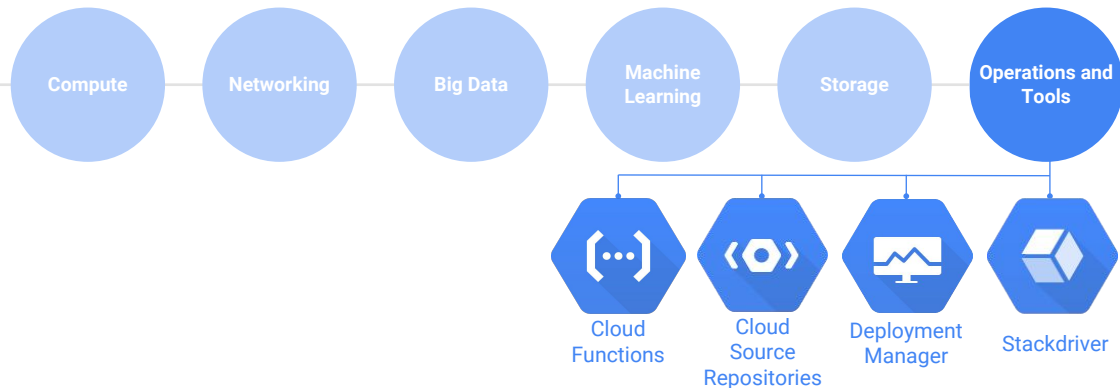 Compute
Networking
Big Data
Machine
Learning
Storage
Operations and
Tools
Cloud
Functions
Cloud
Source
Repositories
Deployment
Manager
Stackdriver